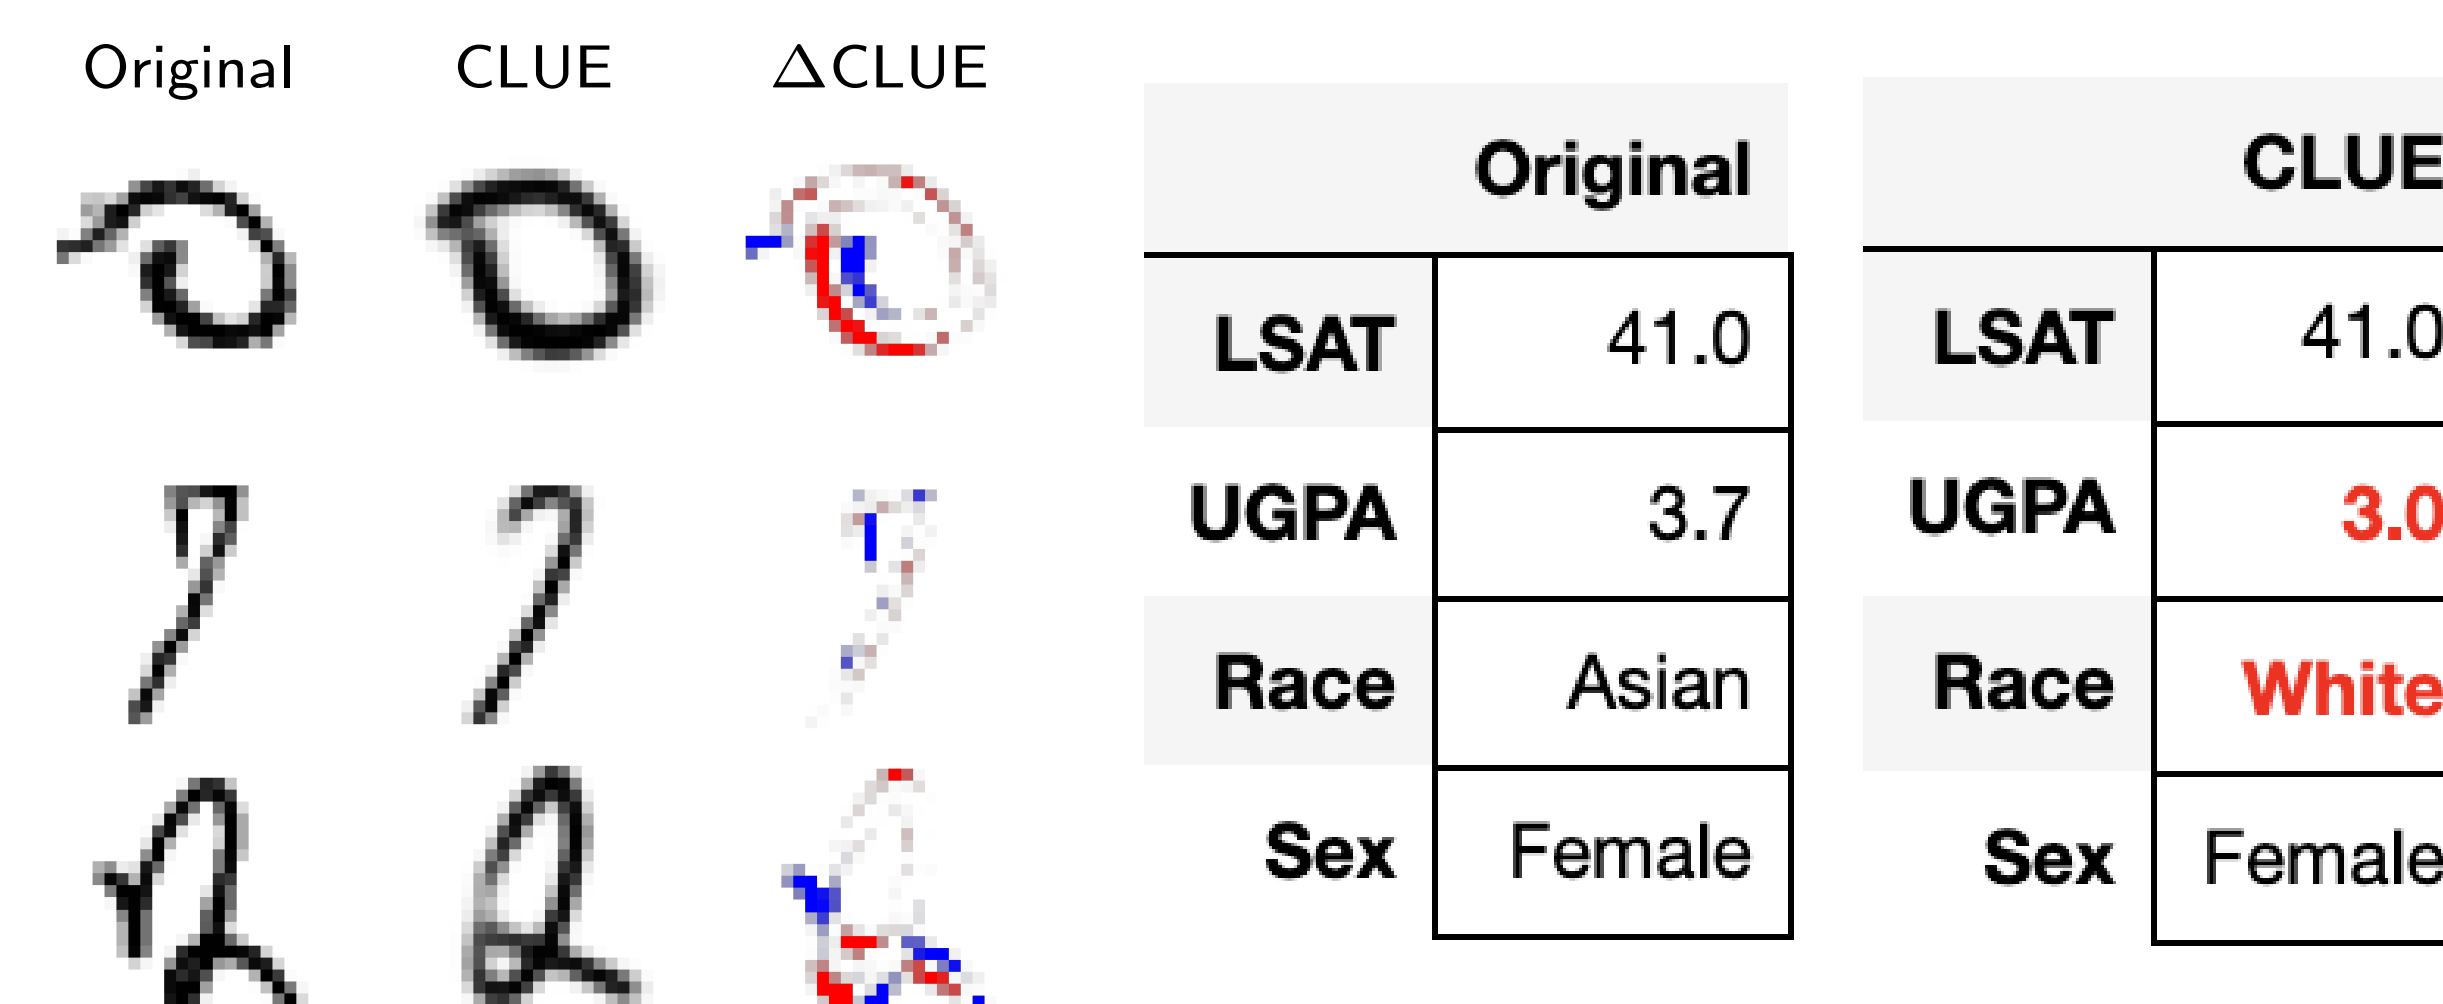 Original CLUE ΔCLUE
Original
LSAT 41.0
UGPA 3.7
Race Asian
Sex Female
CLUE
LSAT 41.0
UGPA 3.0
Race White
Sex Female